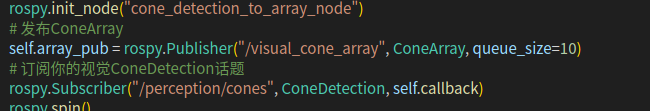 rospy.init_node("cone_detection_to_array_node")
# 发布ConeArray
self.array_pub = rospy.Publisher("/visual_cone_array", ConeArray, queue_size=10)
# 订阅你的视觉ConeDetection话题
rospy.Subscriber("/perception/cones", ConeDetection, self.callback)
rospy.spin()